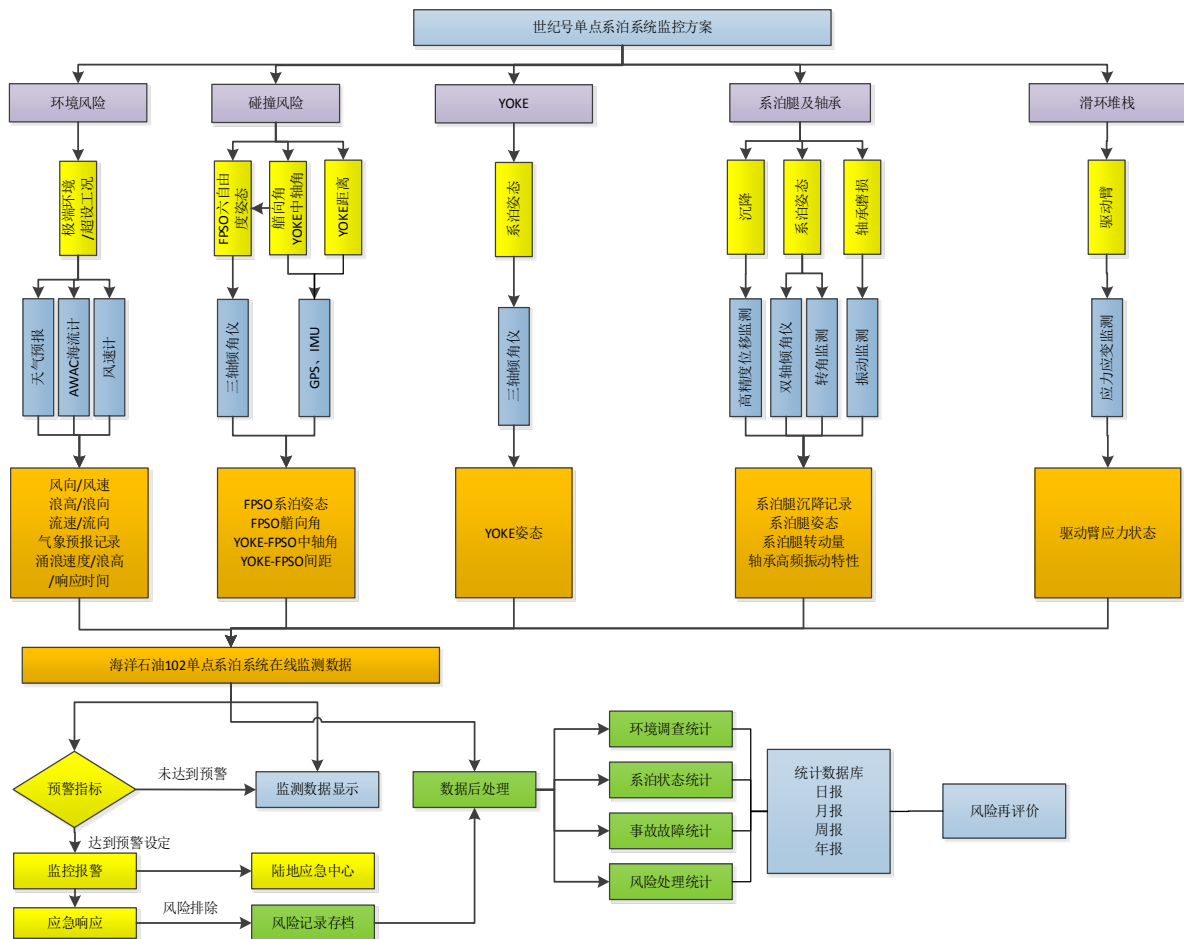 世纪号单点系泊系统监控方案
环境风险
碰撞风险
YOKE
系泊腿及轴承
滑环堆栈
极端环境
/超设工况
FPSO六自由
度姿态
艏向角
YOKE中轴角
YOKE距离
系泊姿态
沉降
系泊姿态
轴承磨损
驱动臂
天气预报
AWAC海流计
风速计
三轴倾角仪
GPS、IMU
三轴倾角仪
高精度位移监测
双轴倾角仪
转角监测
振动监测
应力应变监测
风向/风速
浪高/浪向
流速/流向
气象预报记录
涌浪速度/浪高
/响应时间
FPSO系泊姿态
FPSO艏向角
YOKE-FPSO中轴角
YOKE-FPSO间距
YOKE姿态
系泊腿沉降记录
系泊腿姿态
系泊腿转动量
轴承高频振动特性
驱动臂应力状态
海洋石油102单点系泊系统在线监测数据
预警指标
未达到预警
监测数据显示
达到预警设定
监控报警
陆地应急中心
应急响应
风险排除
风险记录存档
数据后处理
环境调查统计
系泊状态统计
事故故障统计
风险处理统计
统计数据库
日报
月报
周报
年报
风险再评价